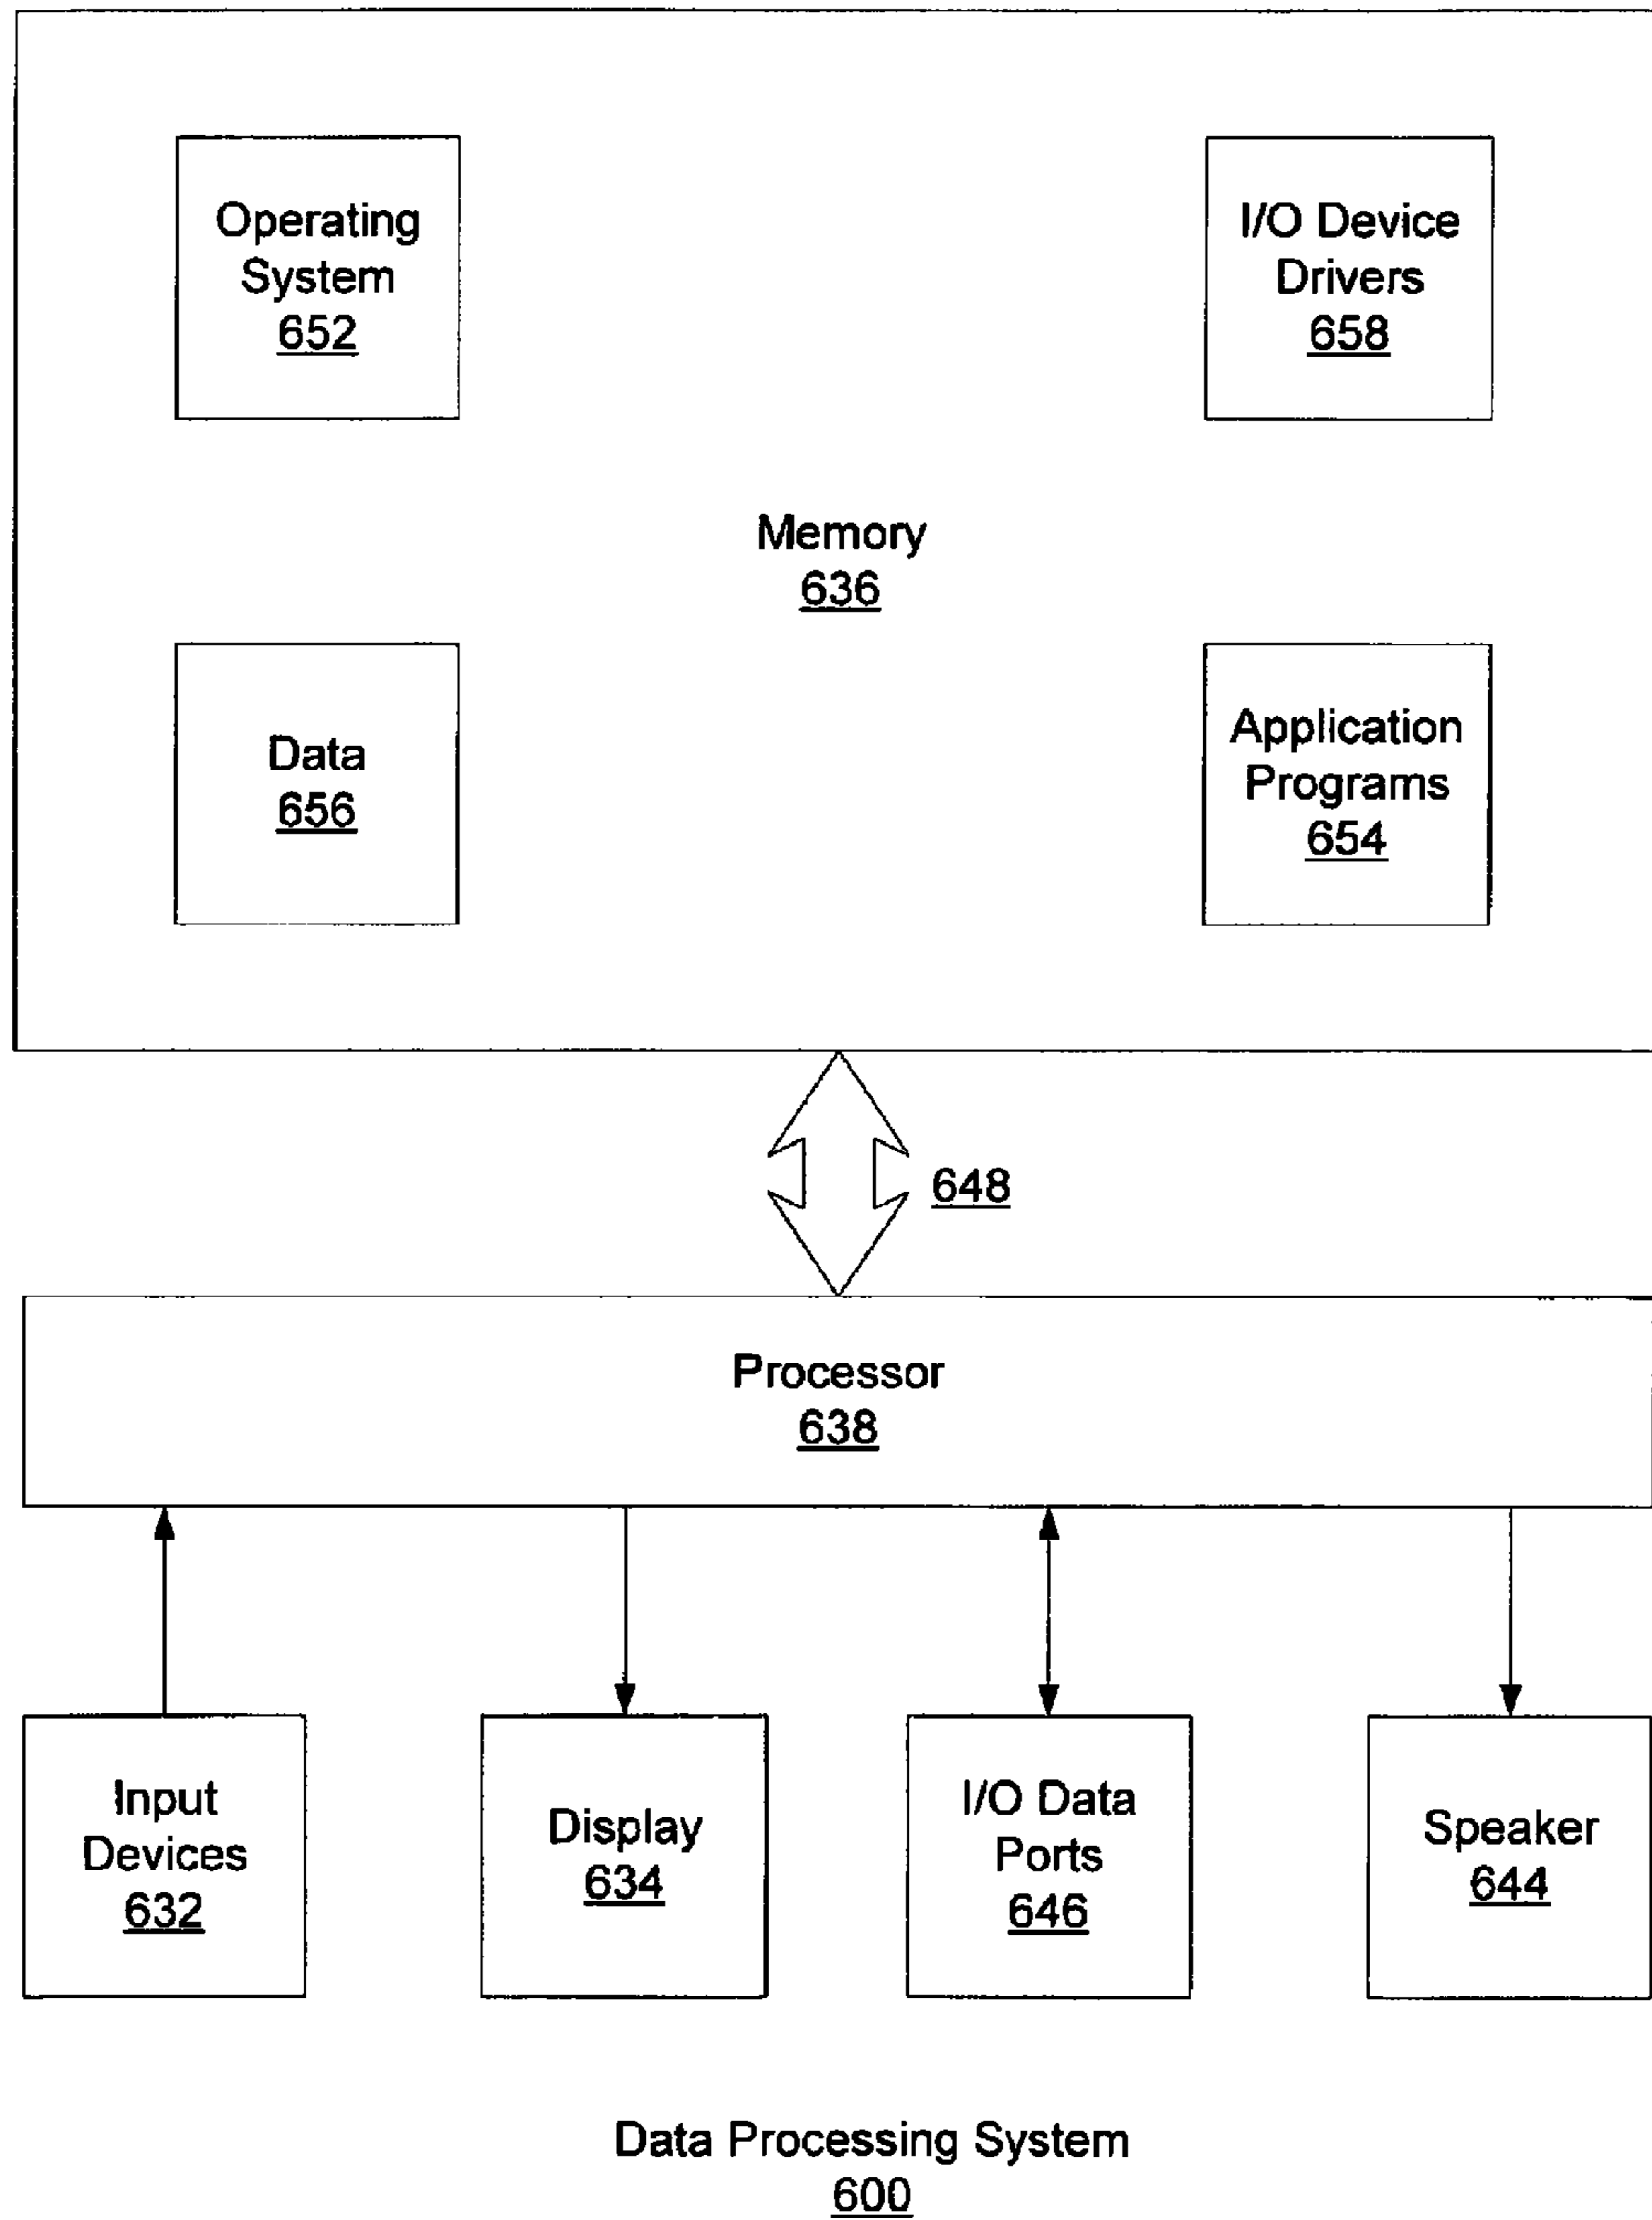 Operating
System
652
I/O Device
Drivers
658
Memory
636
Data
656
Application
Programs
654
648
Processor
638
Input
Devices
632
Display
634
I/O Data
Ports
646
Speaker
644
Data Processing System
600